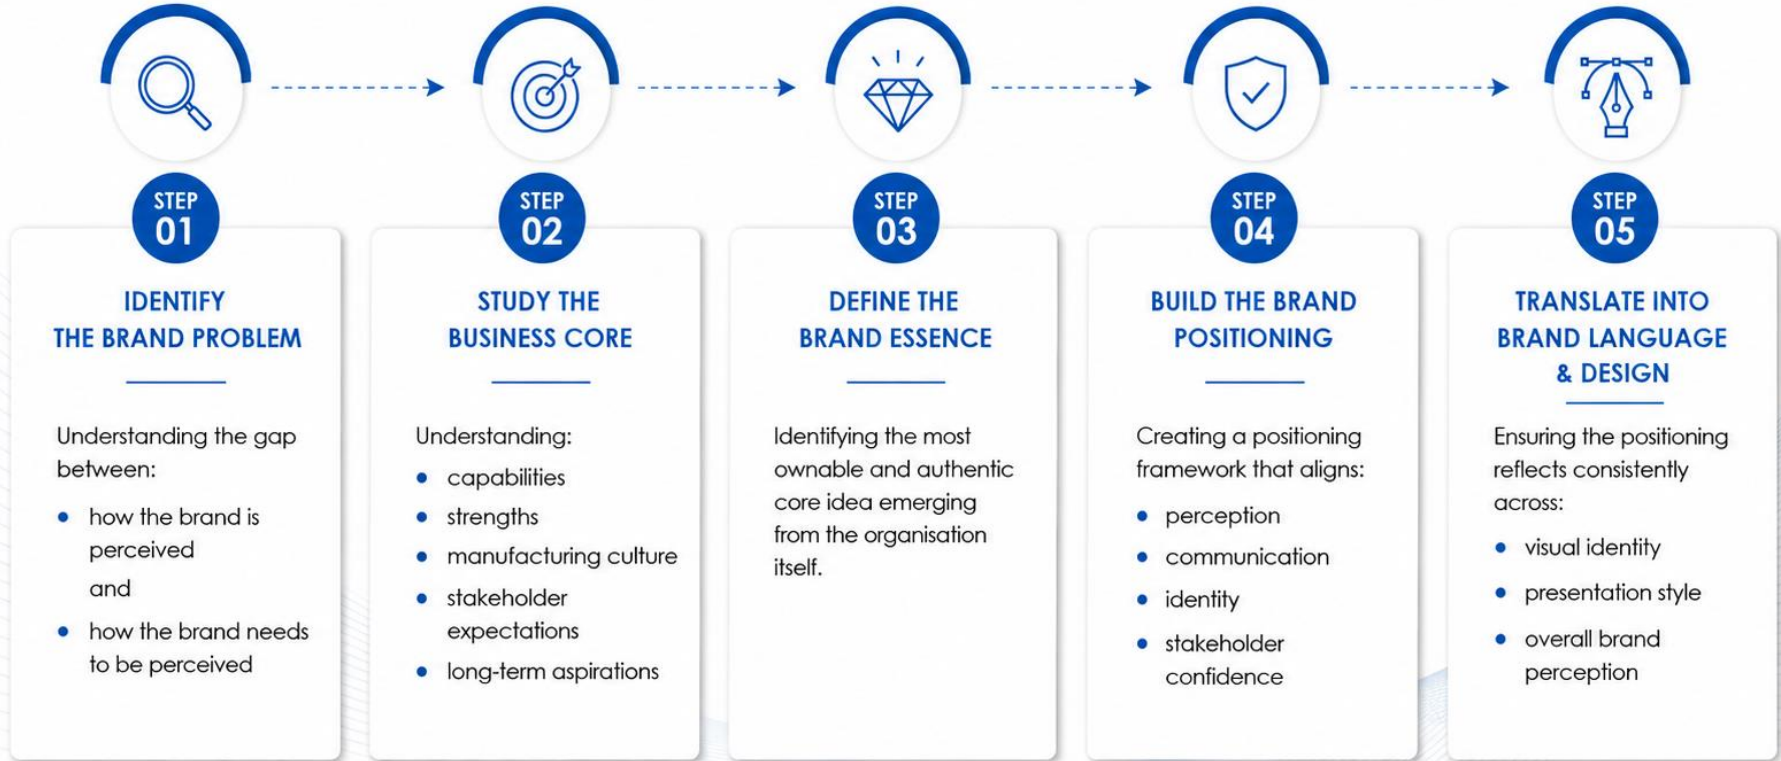 STEP
01
IDENTIFY
THE BRAND PROBLEM
Understanding the gap
between:
• how the brand is
perceived
and
• how the brand needs
to be perceived
STEP
02
STUDY THE
BUSINESS CORE
Understanding:
• capabilities
• strengths
• manufacturing culture
• stakeholder
expectations
• long-term aspirations
STEP
03
DEFINE THE
BRAND ESSENCE
Identifying the most
ownable and authentic
core idea emerging
from the organisation
itself.
STEP
04
BUILD THE BRAND
POSITIONING
Creating a positioning
framework that aligns:
• perception
• communication
• identity
• stakeholder
confidence
STEP
05
TRANSLATE INTO
BRAND LANGUAGE
& DESIGN
Ensuring the positioning
reflects consistently
across:
• visual identity
• presentation style
• overall brand
perception